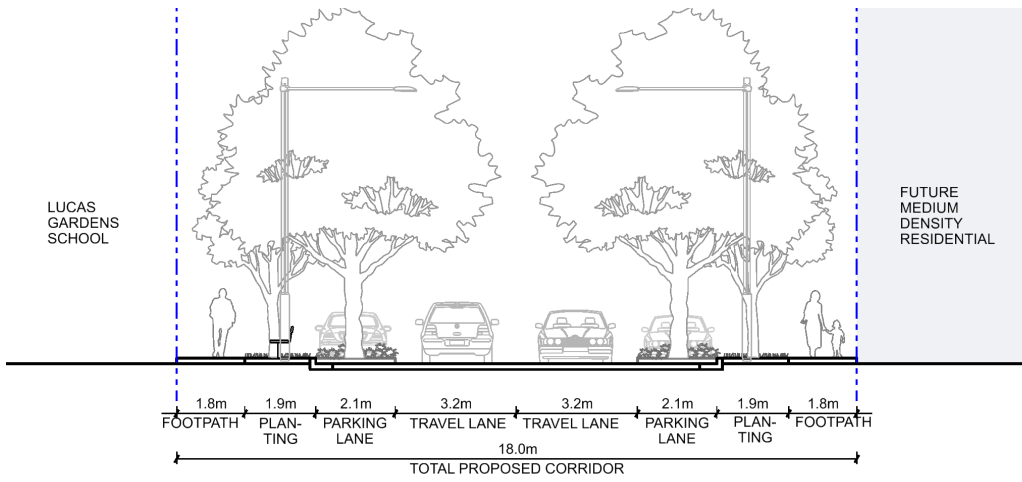 LUCAS
GARDENS
SCHOOL
FUTURE
MEDIUM
DENSITY
RESIDENTIAL
1.8m 1.9m 2.1m 3.2m 3.2m 2.1m 1.9m 1.8m
FOOTPATH PLAN- PARKING TRAVEL LANE TRAVEL LANE PARKING PLAN- FOOTPATH
TING LANE LANE TING
18.0m
TOTAL PROPOSED CORRIDOR